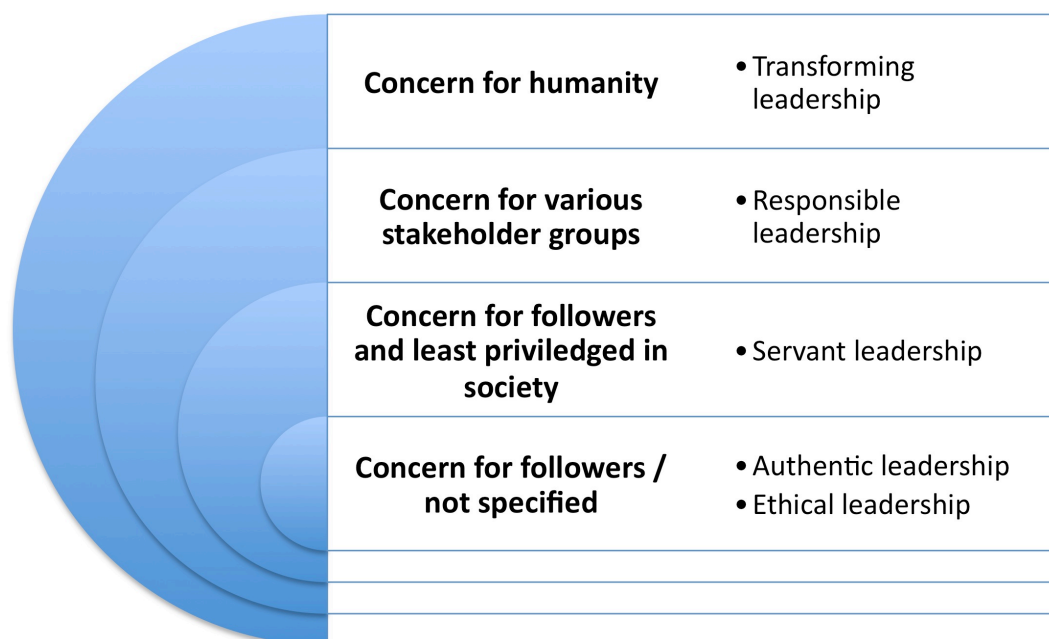 Concern for humanity
• Transforming
leadership
Concern for various
stakeholder groups
• Responsible
leadership
Concern for followers
and least priviledged in
society
• Servant leadership
Concern for followers /
not specified
• Authentic leadership
• Ethical leadership